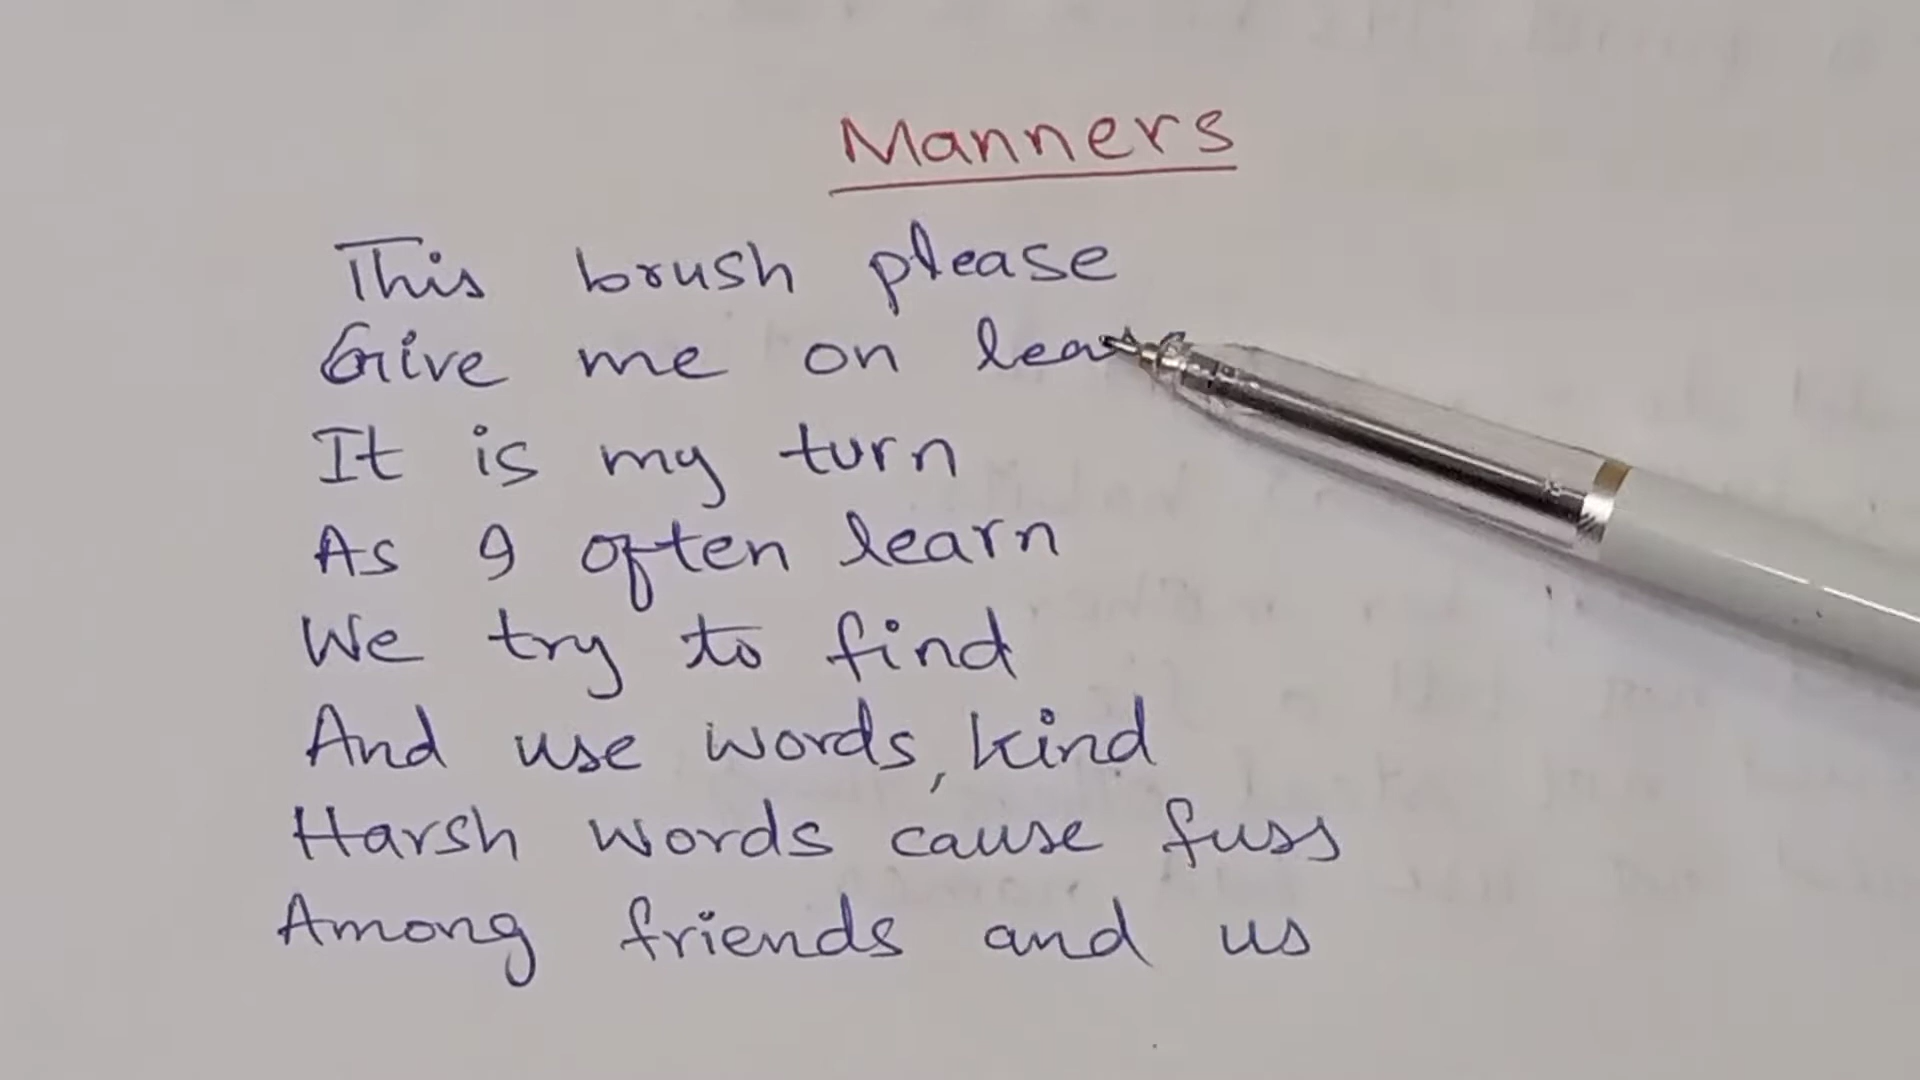 Manners
This brush please
Give me on
It is my turn
As I often learn
We try to find
And use words, kind
Harsh words cause fuss
Among friends and us